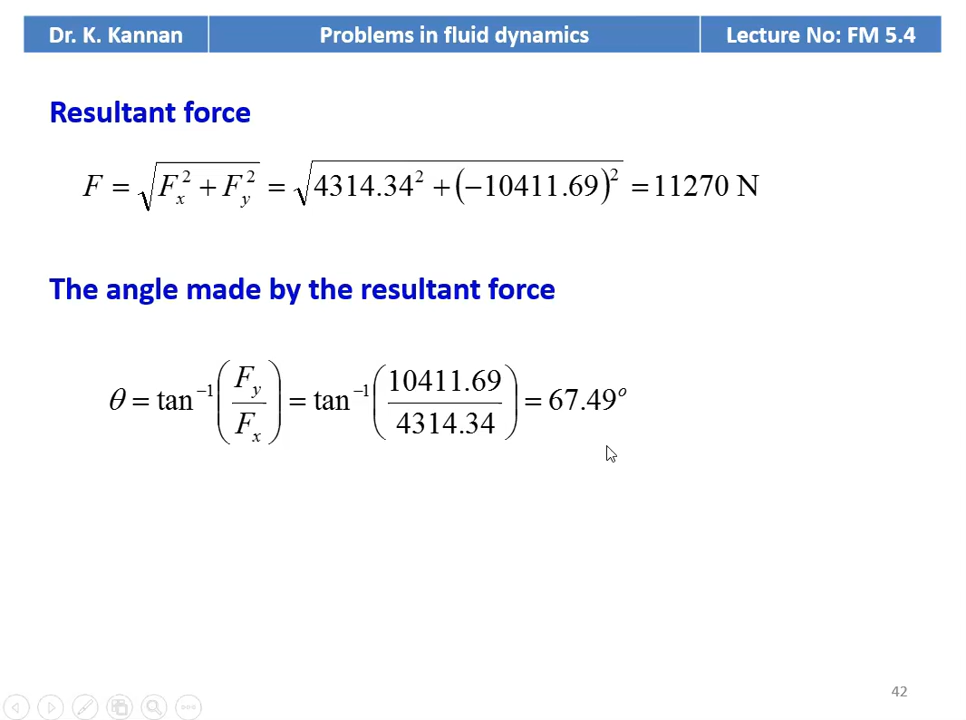 Dr. K. Kannan
Problems in fluid dynamics
Lecture No: FM 5.4
Resultant force
F = √(Fₓ² + F_y²) = √(4314.34² + (−10411.69)²) = 11270 N
The angle made by the resultant force
θ = tan⁻¹(F_y / Fₓ) = tan⁻¹(10411.69 / 4314.34) = 67.49°
42